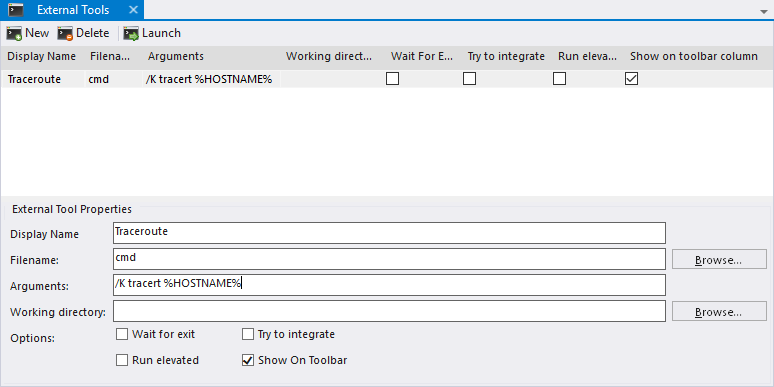 External Tools
New Delete Launch
Display Name Filena... Arguments Working direct... Wait For E... Try to integrate Run eleva... Show on toolbar column
Traceroute cmd /K tracert %HOSTNAME%
External Tool Properties
Display Name Traceroute
Filename: cmd Browse...
Arguments: /K tracert %HOSTNAME%
Working directory: Browse...
Options: Wait for exit Try to integrate
Run elevated Show On Toolbar